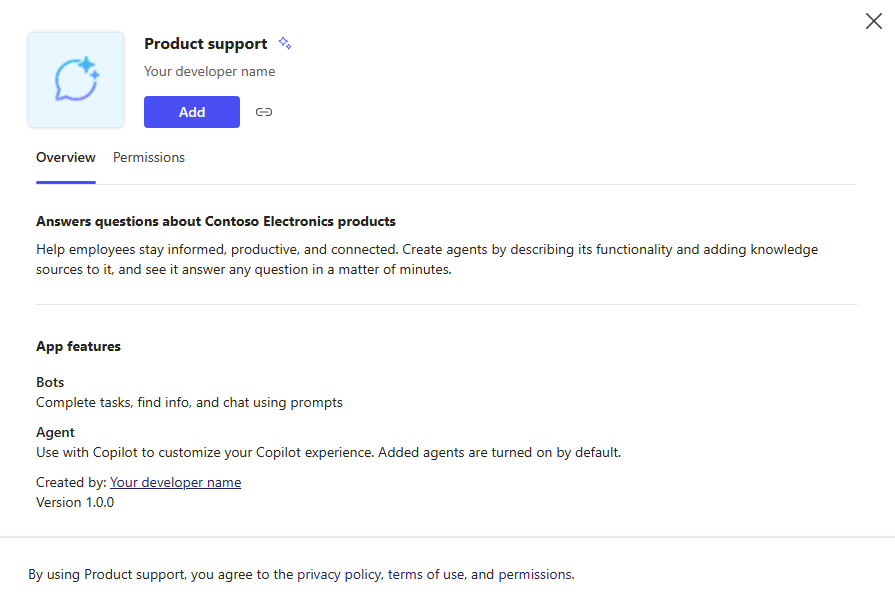 Product support
Your developer name
Add
Overview Permissions
Answers questions about Contoso Electronics products
Help employees stay informed, productive, and connected. Create agents by describing its functionality and adding knowledge
sources to it, and see it answer any question in a matter of minutes.
App features
Bots
Complete tasks, find info, and chat using prompts
Agent
Use with Copilot to customize your Copilot experience. Added agents are turned on by default.
Created by: Your developer name
Version 1.0.0
By using Product support, you agree to the privacy policy, terms of use, and permissions.